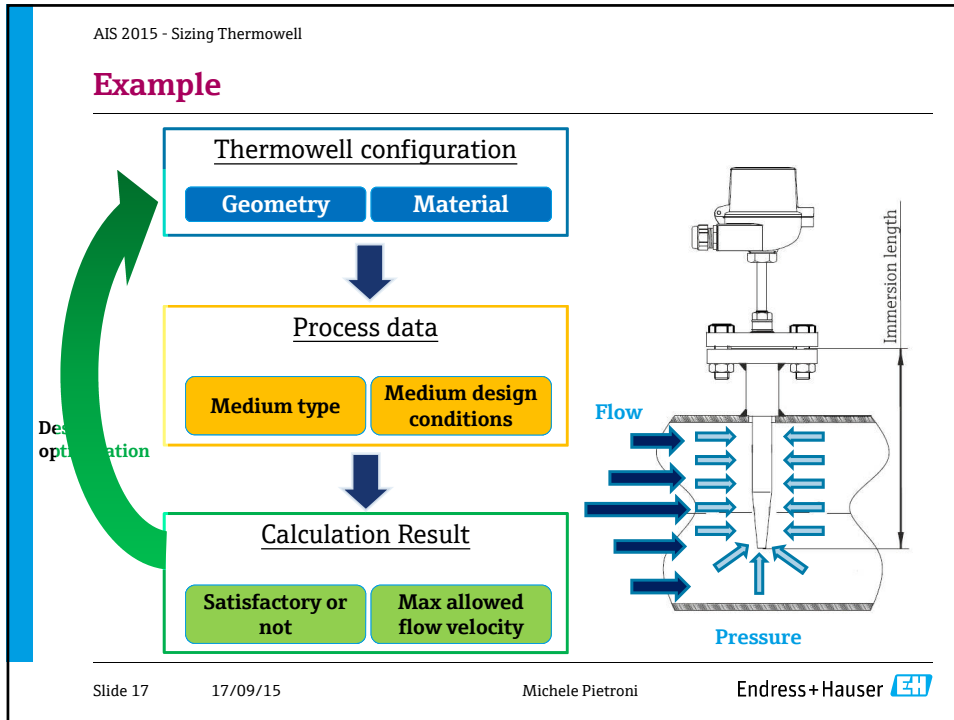 AIS 2015 - Sizing Thermowell
Example
Thermowell configuration
Geometry
Material
Process data
Medium type
Medium design
conditions
Calculation Result
Satisfactory or
not
Max allowed
flow velocity
Immersion length
Flow
Pressure
Slide 17
17/09/15
Michele Pietroni
Endress+Hauser
EH